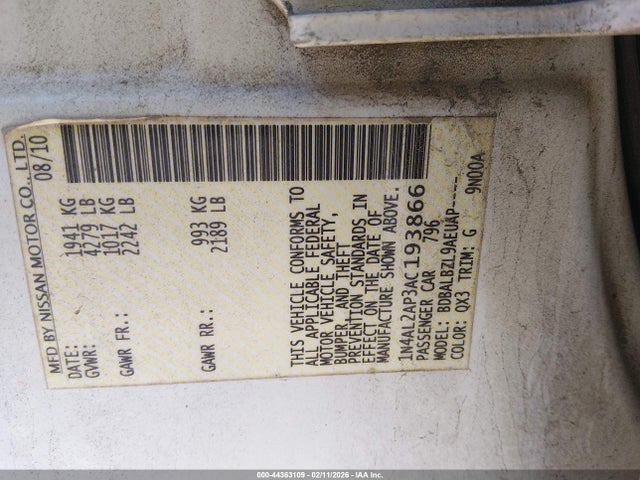 MFD BY NISSAN MOTOR CO., LTD.
DATE: 08/10
GVWR: 1941 KG
4279 LB
GAWR FR.: 1017 KG
2242 LB
GAWR RR.: 993 KG
2189 LB
THIS VEHICLE CONFORMS TO
ALL APPLICABLE FEDERAL
MOTOR VEHICLE SAFETY,
BUMPER, AND THEFT
PREVENTION STANDARDS IN
EFFECT ON THE DATE OF
MANUFACTURE SHOWN ABOVE.
1N4AL2AP3AC193866
PASSENGER CAR 796
MODEL: BDBALBZL9AEUAP-----
COLOR: QX3 TRIM: G 9N00A
000-44363109 - 02/11/2026 - IAA Inc.